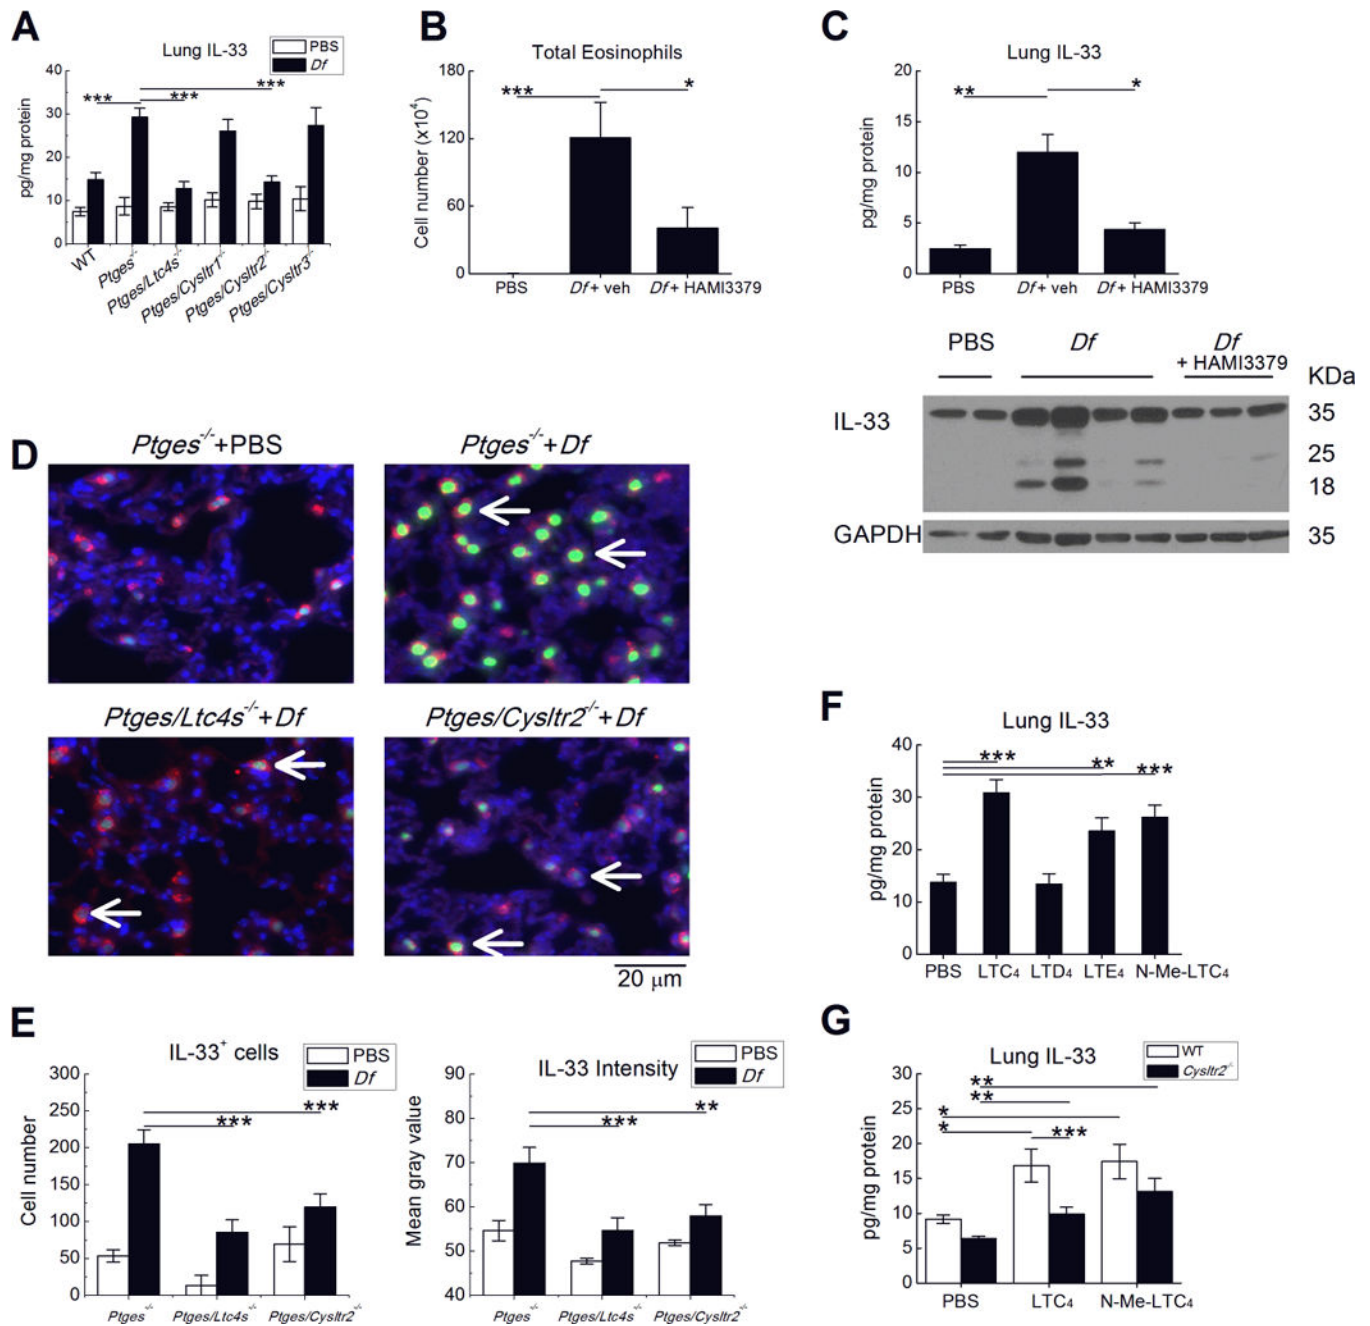 A
Lung IL-33
PBS
Df
pg/mg protein
40
30
20
10
0
***
***
***
WT
Ptges-/-
Ptges/Ltc4s-/-
Ptges/Cysltr1-/-
Ptges/Cysltr2-/-
Ptges/Cysltr3-/-
B
Total Eosinophils
Cell number (x10⁴)
180
120
60
0
***
*
PBS
Df + veh
Df + HAMI3379
C
Lung IL-33
pg/mg protein
20
15
10
5
0
**
*
PBS
Df + veh
Df + HAMI3379
PBS
Df
Df
+ HAMI3379
KDa
IL-33
35
25
18
GAPDH
35
D
Ptges-/-+PBS
Ptges-/-+Df
Ptges/Ltc4s-/-+Df
Ptges/Cysltr2-/-+Df
20 μm
E
IL-33+ cells
PBS
Df
Cell number
300
250
200
150
100
50
0
***
***
Ptges-/-
Ptges/Ltc4s-/-
Ptges/Cysltr2-/-
IL-33 Intensity
PBS
Df
Mean gray value
90
80
70
60
50
40
**
***
Ptges-/-
Ptges/Ltc4s-/-
Ptges/Cysltr2-/-
F
Lung IL-33
pg/mg protein
40
30
20
10
0
***
**
***
PBS
LTC₄
LTD₄
LTE₄
N-Me-LTC₄
G
Lung IL-33
WT
Cysltr2-/-
pg/mg protein
30
25
20
15
10
5
0
**
**
*
*
***
PBS
LTC₄
N-Me-LTC₄